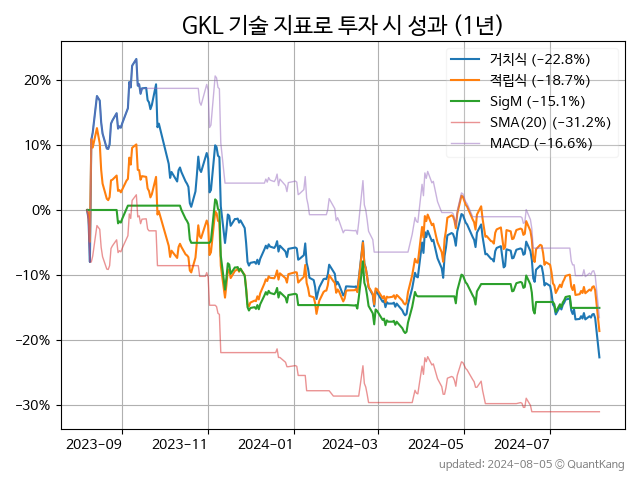 GKL 기술 지표로 투자 시 성과 (1년)
거치식 (−22.8%)
적립식 (−18.7%)
SigM (−15.1%)
SMA(20) (−31.2%)
MACD (−16.6%)
20%
10%
0%
−10%
−20%
−30%
2023-09 2023-11 2024-01 2024-03 2024-05 2024-07
updated: 2024-08-05 © QuantKang